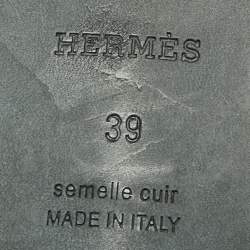 HERMÈS
39
semelle cuir
MADE IN ITALY